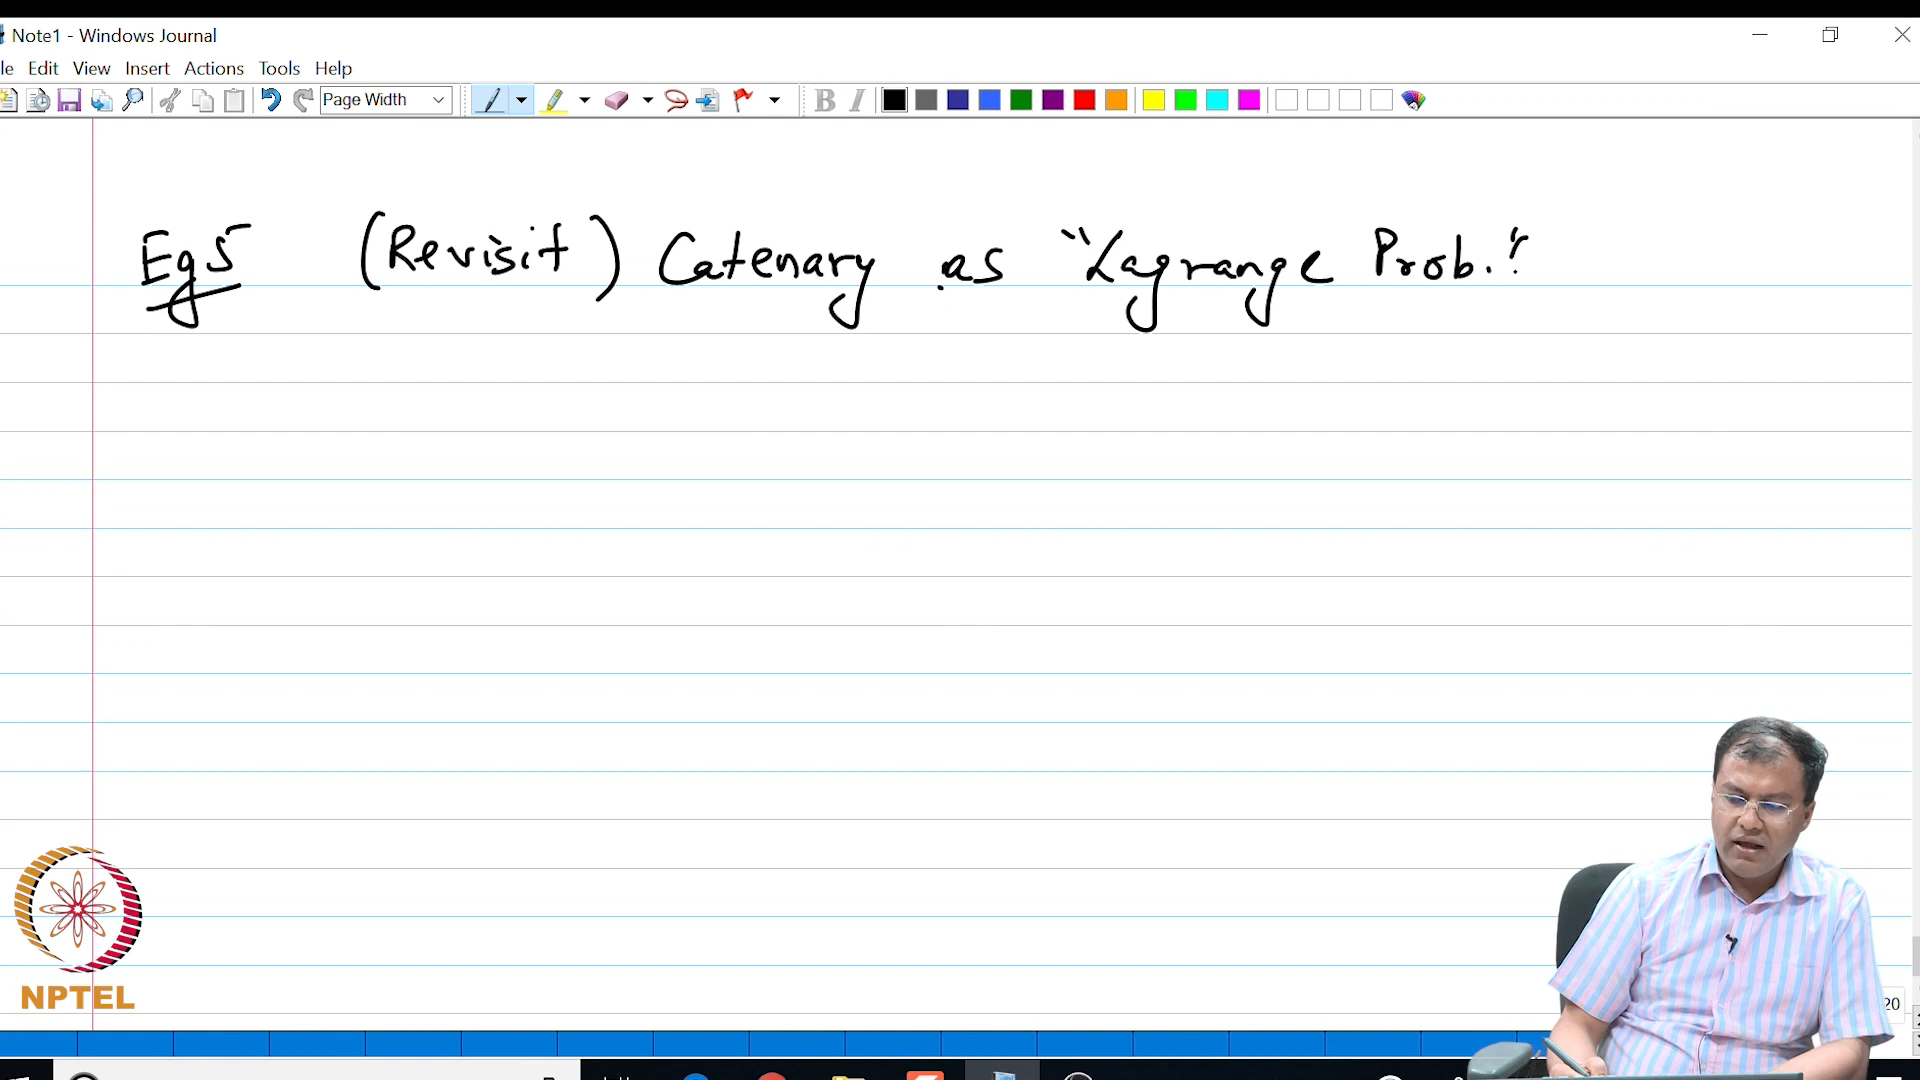 Note1 - Windows Journal
le Edit View Insert Actions Tools Help
Page Width
B I
Eg 5 (Revisit) Catenary as "Lagrange Prob."
NPTEL
20